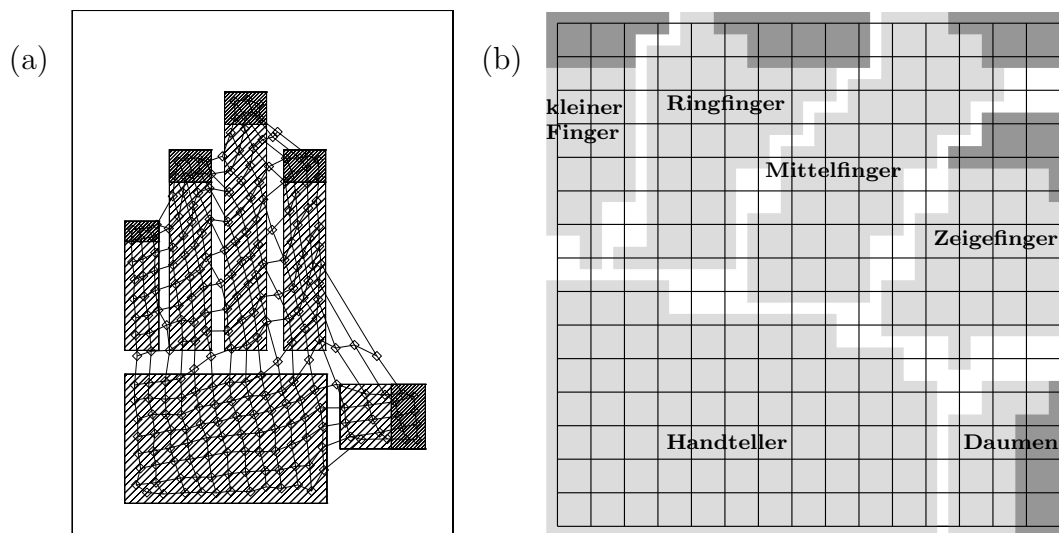 (a)
(b)
kleiner
Finger
Ringfinger
Mittelfinger
Zeigefinger
Handteller
Daumen